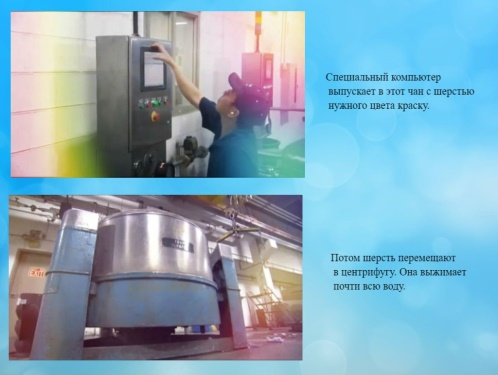 Специальный компьютер
выпускает в этот чан с шерстью
нужного цвета краску.
Потом шерсть перемещают
в центрифугу. Она выжимает
почти всю воду.